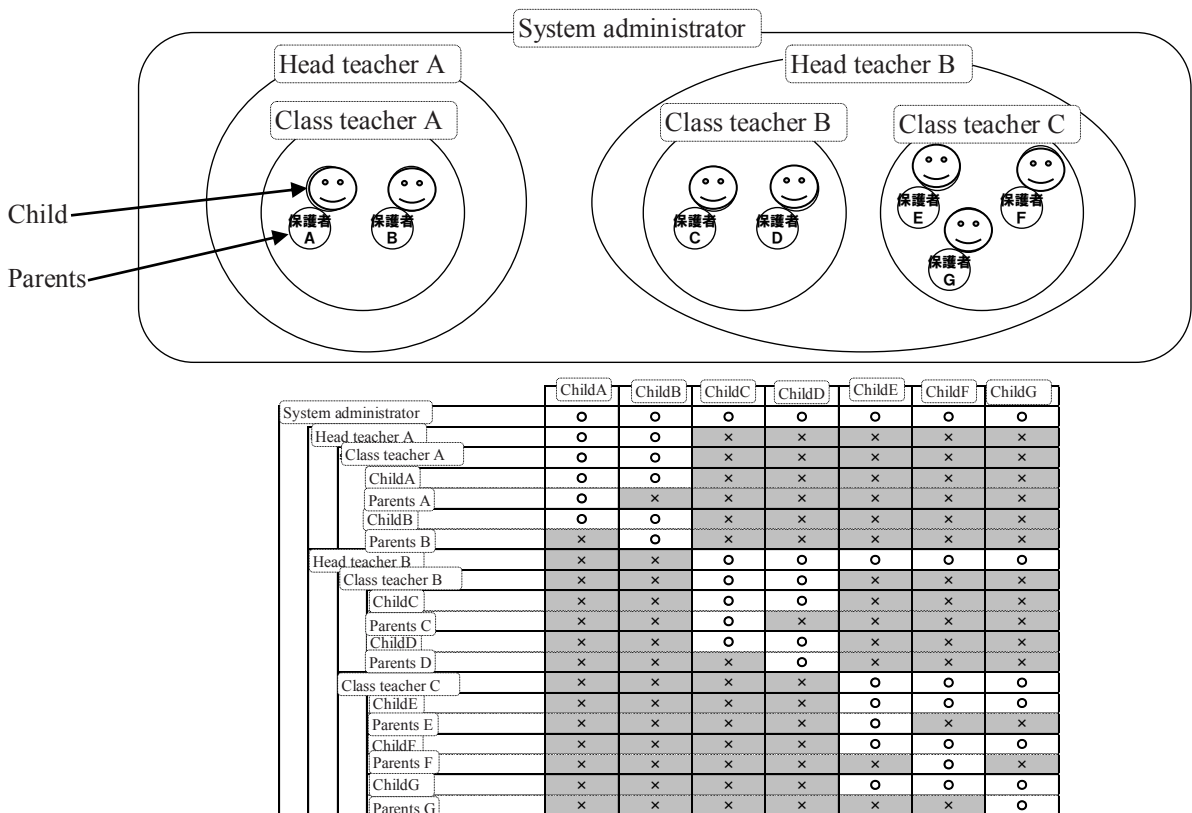 System administrator
Head teacher A
Head teacher B
Class teacher A
Class teacher B
Class teacher C
Child
Parents
保護者
A
保護者
B
保護者
C
保護者
D
保護者
E
保護者
F
保護者
G
ChildA ChildB ChildC ChildD ChildE ChildF ChildG
System administrator o o o o o o o
Head teacher A o o × × × × ×
Class teacher A o o × × × × ×
ChildA o o × × × × ×
Parents A o × × × × × ×
ChildB o o × × × × ×
Parents B × o × × × × ×
Head teacher B × × o o o o o
Class teacher B × × o o × × ×
ChildC × × o o × × ×
Parents C × × o × × × ×
ChildD × × o o × × ×
Parents D × × × o × × ×
Class teacher C × × × × o o o
ChildE × × × × o o o
Parents E × × × × o × ×
ChildF × × × × o o o
Parents F × × × × × o ×
ChildG × × × × o o o
Parents G × × × × × × o